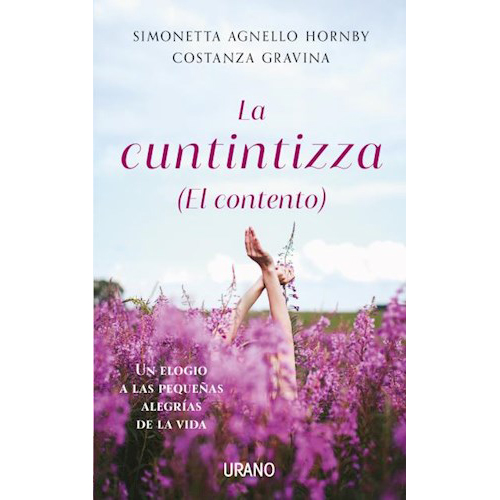 SIMONETTA AGNELLO HORNBY
COSTANZA GRAVINA
La
cuntintizza
(El contento)
UN ELOGIO
A LAS PEQUEÑAS
ALEGRÍAS
DE LA VIDA
URANO